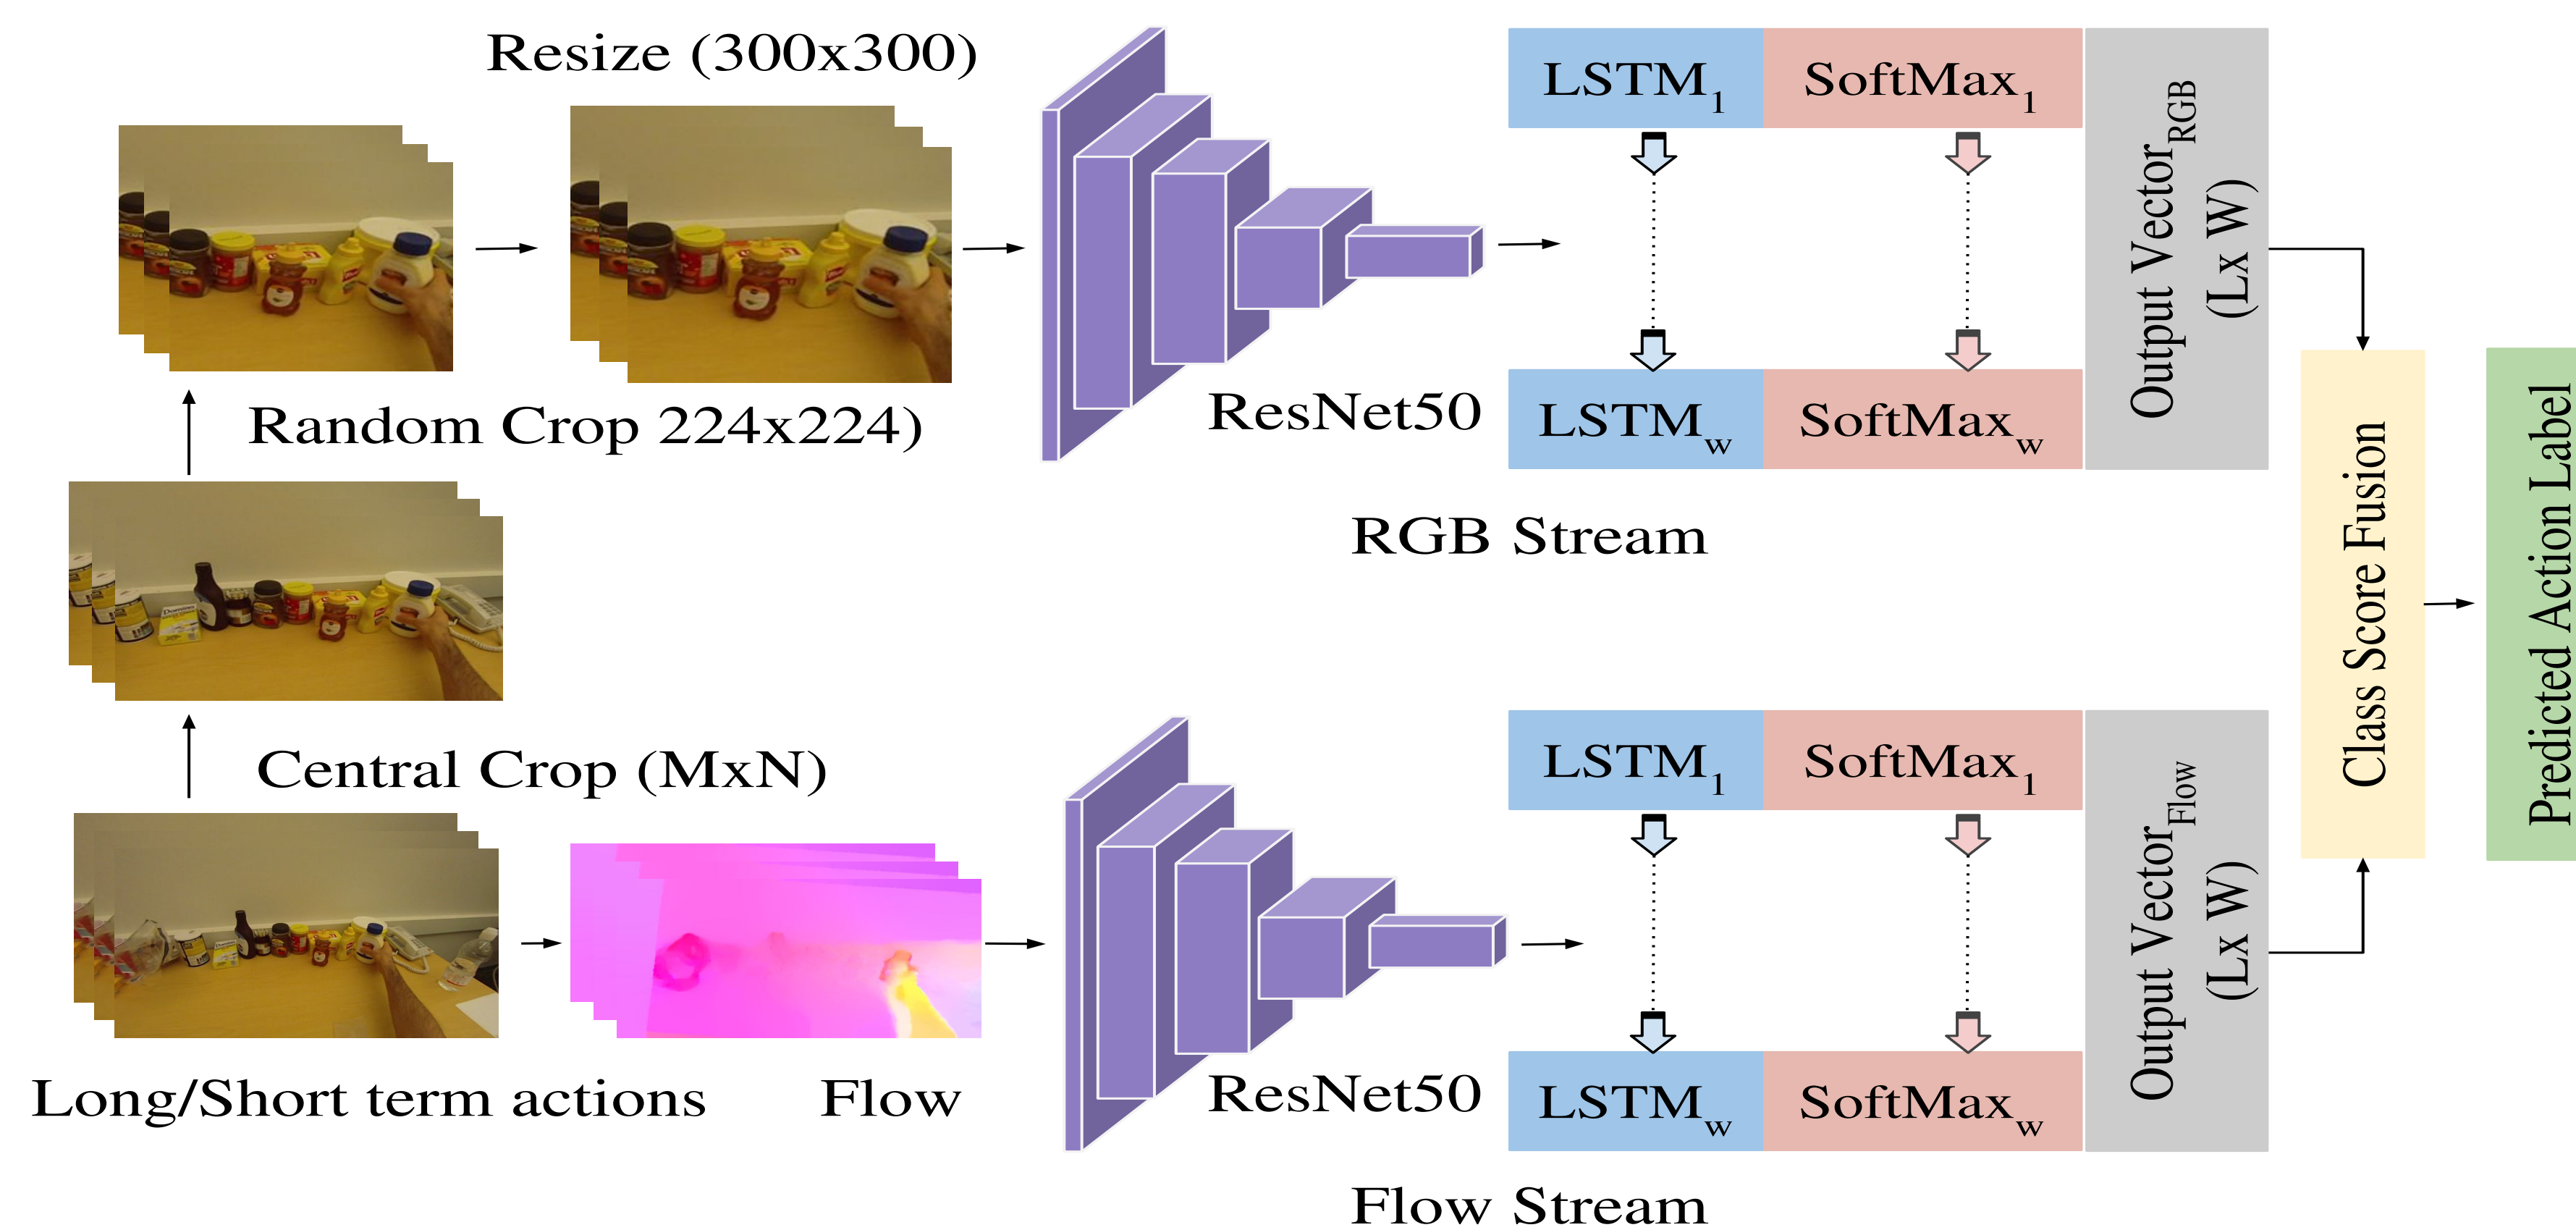 Resize (300x300)
Random Crop 224x224)
Central Crop (MxN)
Long/Short term actions
Flow
ResNet50
LSTM1
SoftMax1
LSTMw
SoftMaxw
Output VectorRGB
(Lx W)
RGB Stream
ResNet50
LSTM1
SoftMax1
LSTMw
SoftMaxw
Output VectorFlow
(Lx W)
Flow Stream
Class Score Fusion
Predicted Action Label